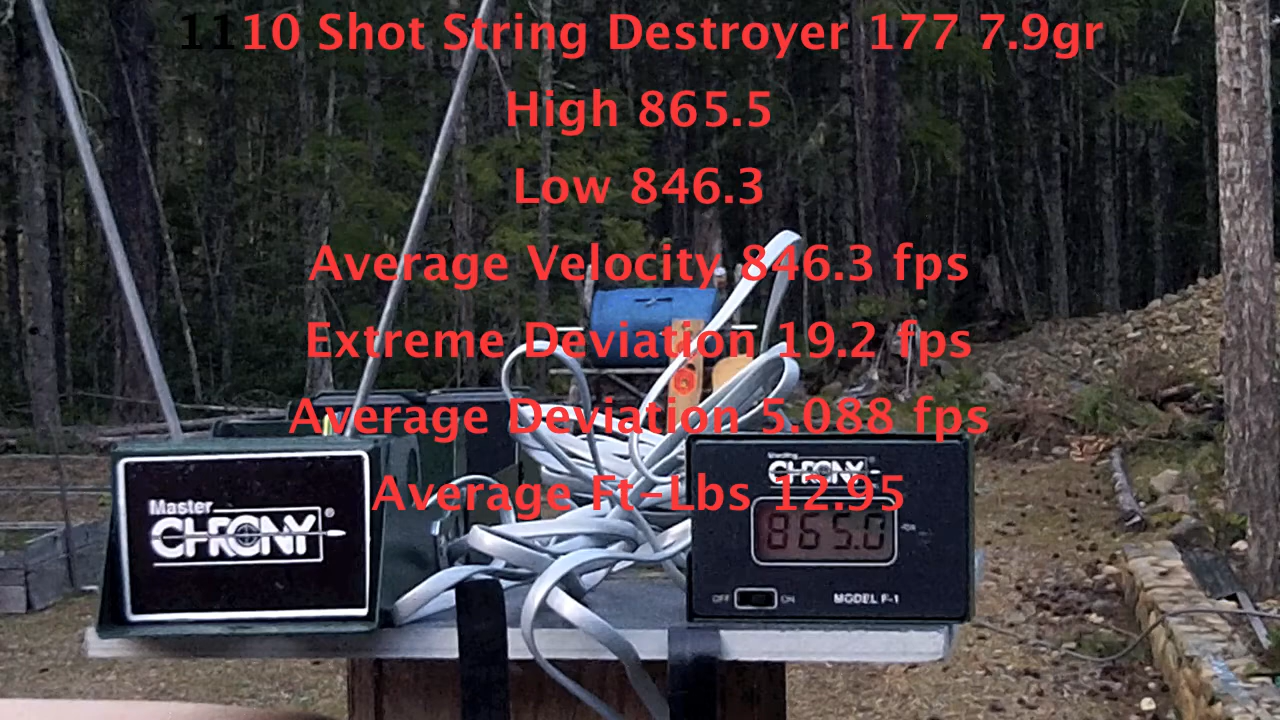 1110 Shot String Destroyer 177 7.9gr
High 865.5
Low 846.3
Average Velocity 846.3 fps
Extreme Deviation 19.2 fps
Average Deviation 5.088 fps
Average Ft-Lbs 12.95
Master
CHRONY®
CHRONY®
865.0
OFF ON MODEL F-1